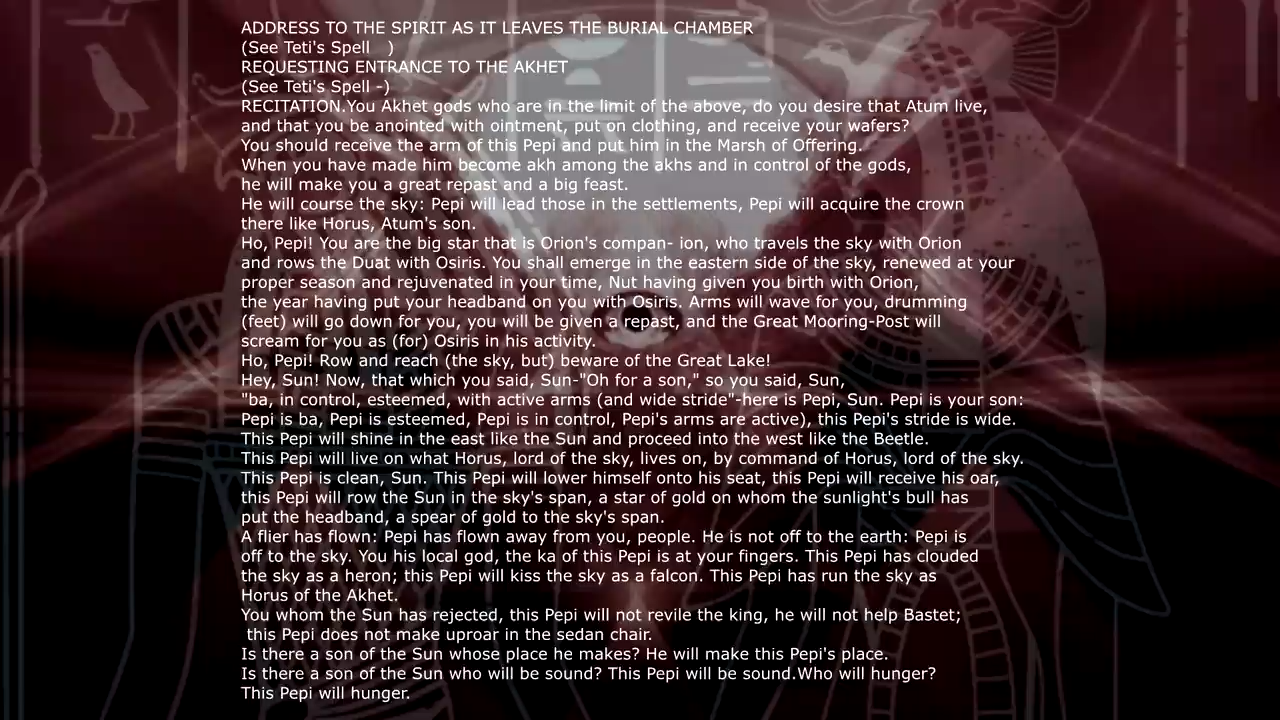 ADDRESS TO THE SPIRIT AS IT LEAVES THE BURIAL CHAMBER
(See Teti's Spell   )
REQUESTING ENTRANCE TO THE AKHET
(See Teti's Spell -)
RECITATION.You Akhet gods who are in the limit of the above, do you desire that Atum live,
and that you be anointed with ointment, put on clothing, and receive your wafers?
You should receive the arm of this Pepi and put him in the Marsh of Offering.
When you have made him become akh among the akhs and in control of the gods,
he will make you a great repast and a big feast.
He will course the sky: Pepi will lead those in the settlements, Pepi will acquire the crown
there like Horus, Atum's son.
Ho, Pepi! You are the big star that is Orion's compan- ion, who travels the sky with Orion
and rows the Duat with Osiris. You shall emerge in the eastern side of the sky, renewed at your
proper season and rejuvenated in your time, Nut having given you birth with Orion,
the year having put your headband on you with Osiris. Arms will wave for you, drumming
(feet) will go down for you, you will be given a repast, and the Great Mooring-Post will
scream for you as (for) Osiris in his activity.
Ho, Pepi! Row and reach (the sky, but) beware of the Great Lake!
Hey, Sun! Now, that which you said, Sun-"Oh for a son," so you said, Sun,
"ba, in control, esteemed, with active arms (and wide stride"-here is Pepi, Sun. Pepi is your son:
Pepi is ba, Pepi is esteemed, Pepi is in control, Pepi's arms are active), this Pepi's stride is wide.
This Pepi will shine in the east like the Sun and proceed into the west like the Beetle.
This Pepi will live on what Horus, lord of the sky, lives on, by command of Horus, lord of the sky.
This Pepi is clean, Sun. This Pepi will lower himself onto his seat, this Pepi will receive his oar,
this Pepi will row the Sun in the sky's span, a star of gold on whom the sunlight's bull has
put the headband, a spear of gold to the sky's span.
A flier has flown: Pepi has flown away from you, people. He is not off to the earth: Pepi is
off to the sky. You his local god, the ka of this Pepi is at your fingers. This Pepi has clouded
the sky as a heron; this Pepi will kiss the sky as a falcon. This Pepi has run the sky as
Horus of the Akhet.
You whom the Sun has rejected, this Pepi will not revile the king, he will not help Bastet;
this Pepi does not make uproar in the sedan chair.
Is there a son of the Sun whose place he makes? He will make this Pepi's place.
Is there a son of the Sun who will be sound? This Pepi will be sound.Who will hunger?
This Pepi will hunger.